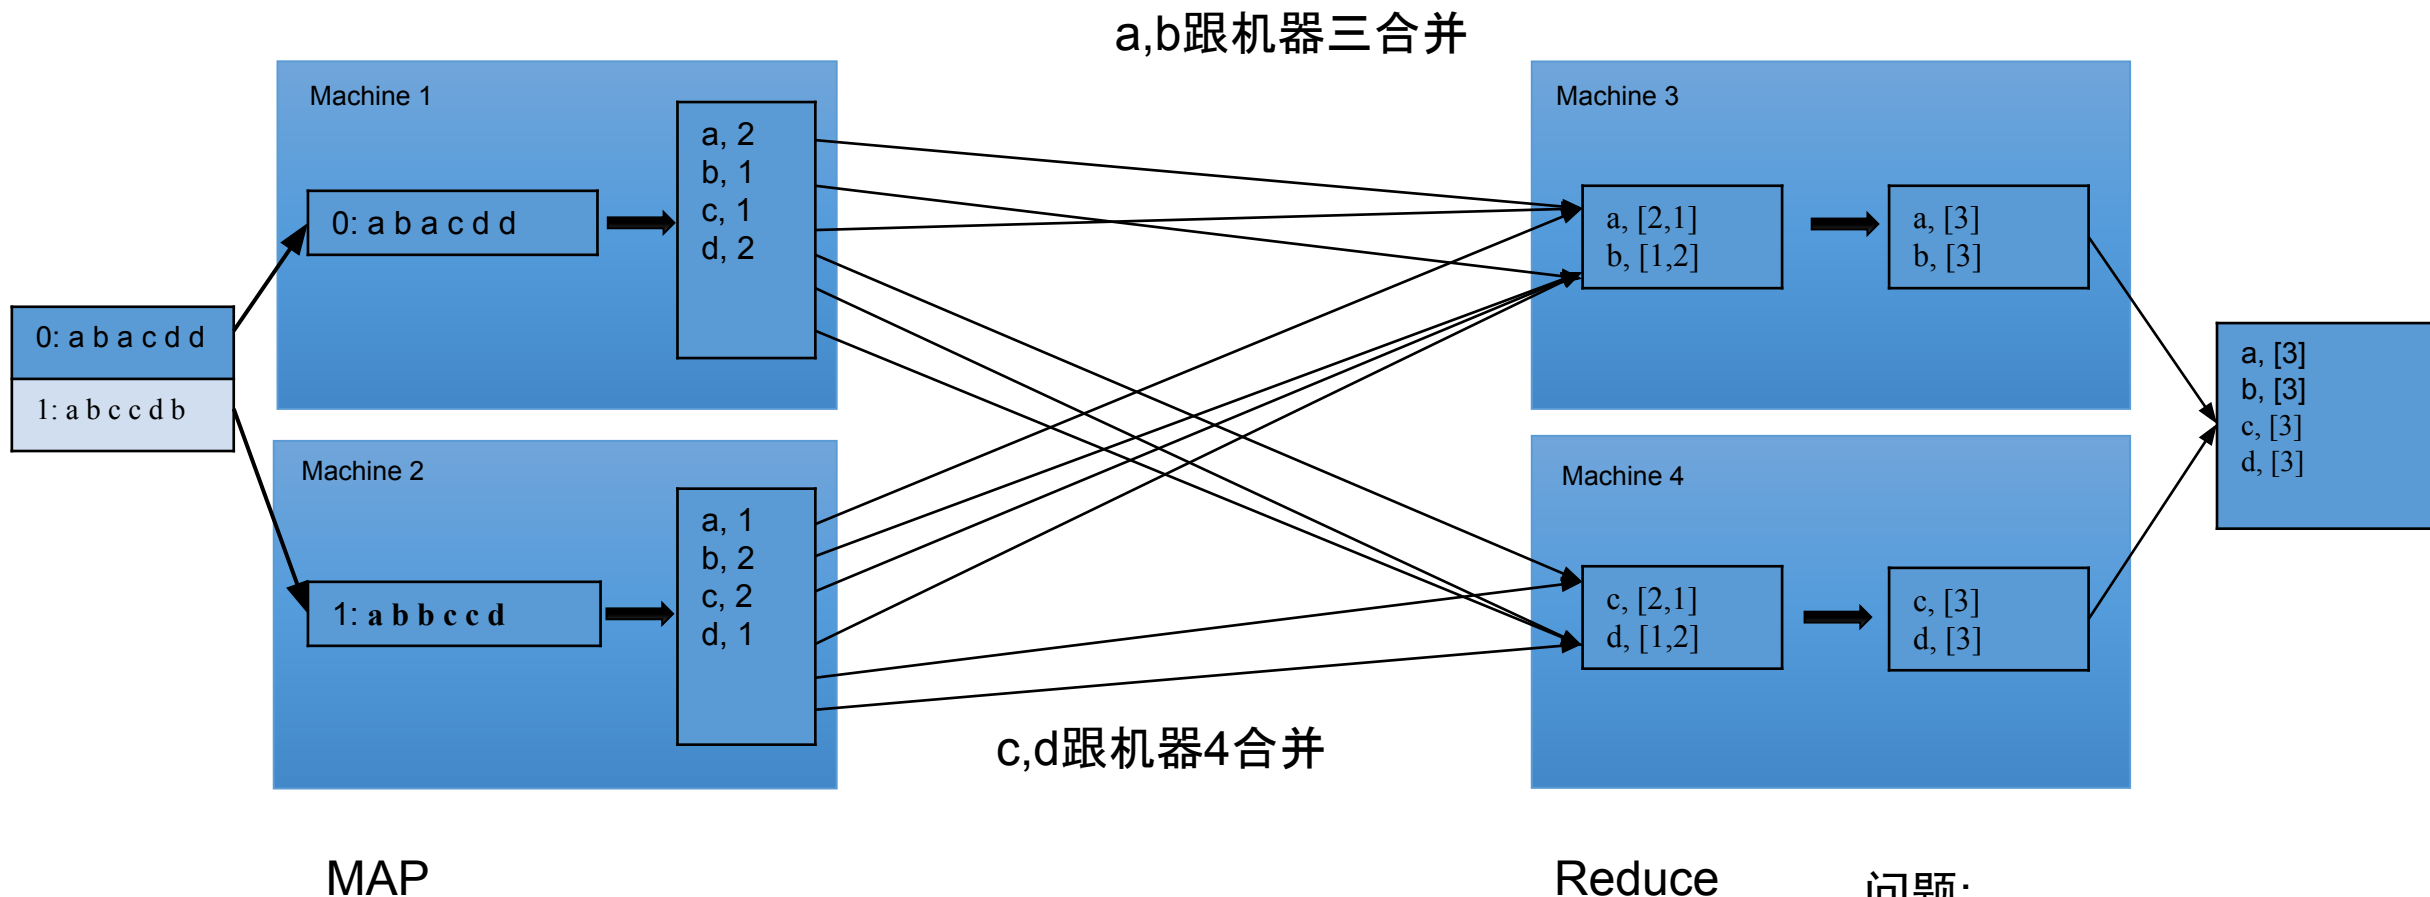 a,b跟机器三合并
Machine 1
a, 2
b, 1
c, 1
d, 2
0: a b a c d d
0: a b a c d d
1: a b c c d b
Machine 2
a, 1
b, 2
c, 2
d, 1
1: a b b c c d
Machine 3
a, [2,1]
b, [1,2]
a, [3]
b, [3]
Machine 4
c, [2,1]
d, [1,2]
c, [3]
d, [3]
a, [3]
b, [3]
c, [3]
d, [3]
c,d跟机器4合并
MAP
Reduce
问题: